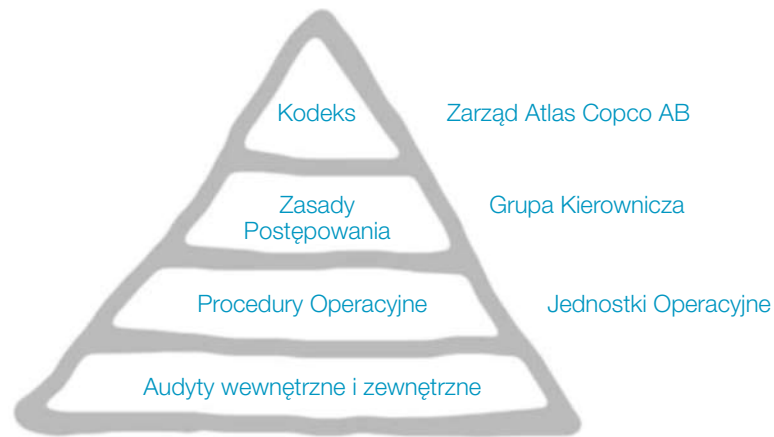 Kodeks
Zarząd Atlas Copco AB
Zasady
Postępowania
Grupa Kierownicza
Procedury Operacyjne
Jednostki Operacyjne
Audyty wewnętrzne i zewnętrzne